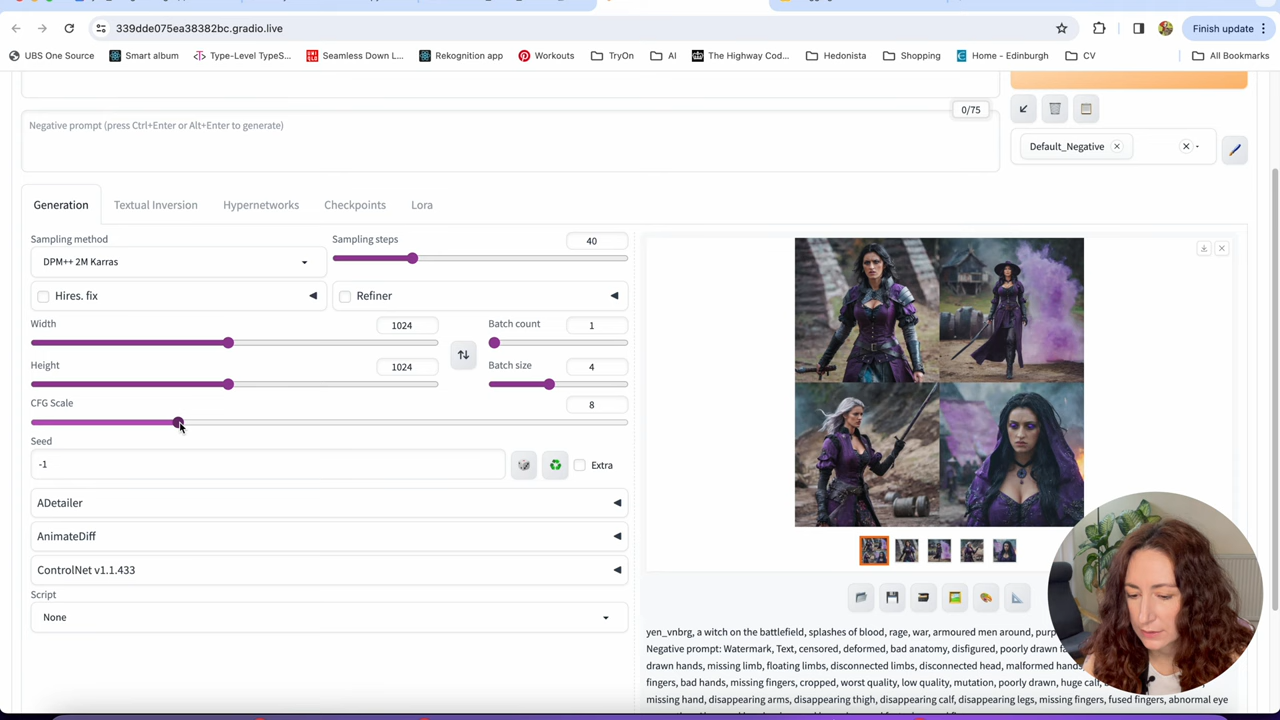 339dde075ea38382bc.gradio.live
Finish update
UBS One Source
Smart album
Type-Level TypeS...
Seamless Down L...
Rekognition app
Workouts
TryOn
AI
The Highway Cod...
Hedonista
Shopping
Home - Edinburgh
CV
All Bookmarks
0/75
Negative prompt (press Ctrl+Enter or Alt+Enter to generate)
Default_Negative
Generation
Textual Inversion
Hypernetworks
Checkpoints
Lora
Sampling method
Sampling steps
40
DPM++ 2M Karras
Hires. fix
Refiner
Width
1024
Batch count
1
Height
1024
Batch size
4
CFG Scale
8
Seed
-1
Extra
ADetailer
AnimateDiff
ControlNet v1.1.433
Script
None
yen_vnbrg, a witch on the battlefield, splashes of blood, rage, war, armoured men around,
Negative prompt: Watermark, Text, censored, deformed, bad anatomy, disfigured, poorly drawn
drawn hands, missing limb, floating limbs, disconnected limbs, disconnected head, malformed
fingers, bad hands, missing fingers, cropped, worst quality, low quality, mutation, poorly drawn, huge calf,
missing hand, disappearing arms, disappearing thigh, disappearing calf, disappearing legs, missing fingers, fused fingers, abnormal eye